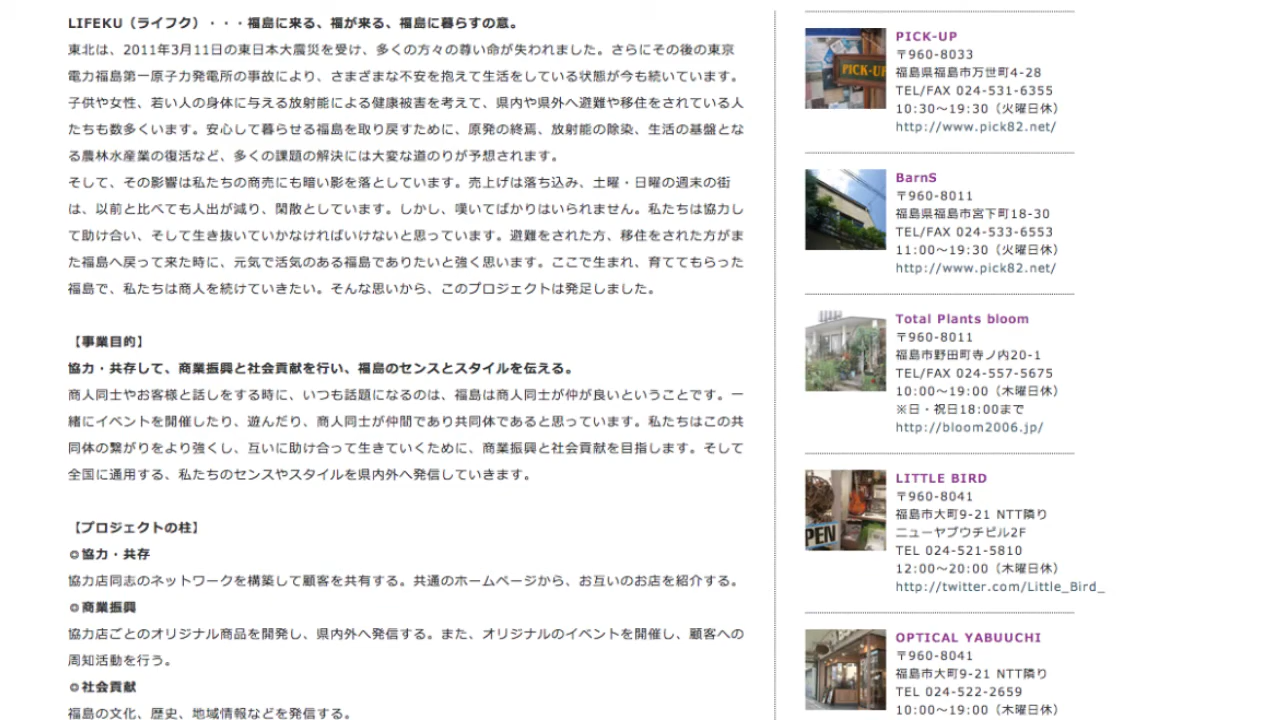 LIFEKU（ライフク）・・・福島に来る、福が来る、福島に暮らすの意。
東北は、2011年3月11日の東日本大震災を受け、多くの方々の尊い命が失われました。さらにその後の東京
電力福島第一原子力発電所の事故により、さまざまな不安を抱えて生活をしている状態が今も続いています。
子供や女性、若い人の身体に与える放射能による健康被害を考えて、県内や県外へ避難や移住をされている人
たちも数多くいます。安心して暮らせる福島を取り戻すために、原発の終焉、放射能の除染、生活の基盤とな
る農林水産業の復活など、多くの課題の解決には大変な道のりが予想されます。
そして、その影響は私たちの商売にも暗い影を落としています。売上げは落ち込み、土曜・日曜の週末の街
は、以前と比べても人出が減り、閑散としています。しかし、嘆いてばかりはいられません。私たちは協力し
て助け合い、そして生き抜いていかなければいけないと思っています。避難をされた方、移住をされた方がま
た福島へ戻って来た時に、元気で活気のある福島でありたいと強く思います。ここで生まれ、育ててもらった
福島で、私たちは商人を続けていきたい。そんな思いから、このプロジェクトは発足しました。
【事業目的】
協力・共存して、商業振興と社会貢献を行い、福島のセンスとスタイルを伝える。
商人同士やお客様と話しをする時に、いつも話題になるのは、福島は商人同士が仲が良いということです。一
緒にイベントを開催したり、遊んだり、商人同士が仲間であり共同体であると思っています。私たちはこの共
同体の繋がりをより強くし、互いに助け合って生きていくために、商業振興と社会貢献を目指します。そして
全国に通用する、私たちのセンスやスタイルを県内外へ発信していきます。
【プロジェクトの柱】
◎協力・共存
協力店同志のネットワークを構築して顧客を共有する。共通のホームページから、お互いのお店を紹介する。
◎商業振興
協力店ごとのオリジナル商品を開発し、県内外へ発信する。また、オリジナルのイベントを開催し、顧客への
周知活動を行う。
◎社会貢献
福島の文化、歴史、地域情報などを発信する。
PICK-UP
PICK-UP
〒960-8033
福島県福島市万世町4-28
TEL/FAX 024-531-6355
10:30〜19:30（火曜日休）
http://www.pick82.net/
BarnS
〒960-8011
福島県福島市宮下町18-30
TEL/FAX 024-533-6553
11:00〜19:30（火曜日休）
http://www.pick82.net/
Total Plants bloom
〒960-8011
福島市野田町寺ノ内20-1
TEL/FAX 024-557-5675
10:00〜19:00（木曜日休）
※日・祝日18:00まで
http://bloom2006.jp/
PEN
LITTLE BIRD
〒960-8041
福島市大町9-21 NTT隣り
ニューヤブウチビル2F
TEL 024-521-5810
12:00〜20:00（木曜日休）
http://twitter.com/Little_Bird_
OPTICAL YABUUCHI
〒960-8041
福島市大町9-21 NTT隣り
TEL 024-522-2659
10:00〜19:00（木曜日休）